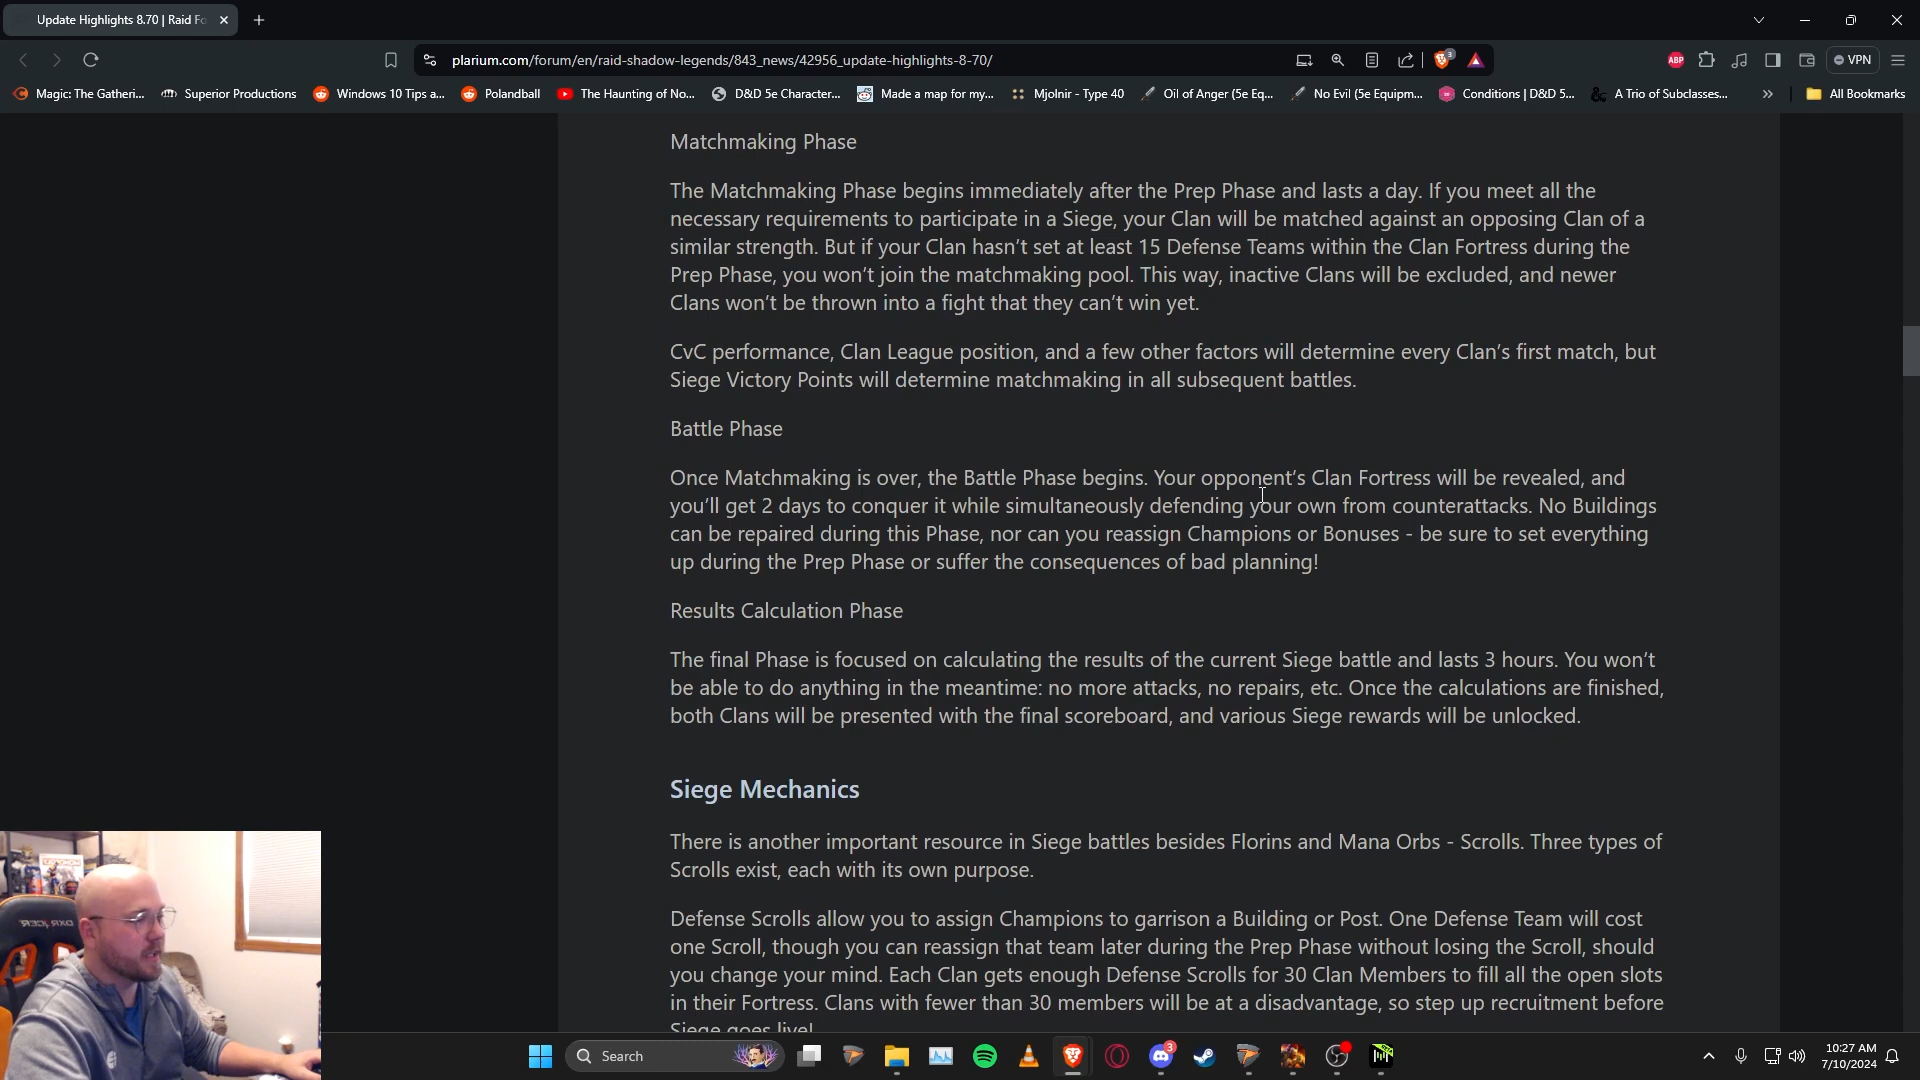 Update Highlights 8.70 | Raid Fo
plarium.com/forum/en/raid-shadow-legends/843_news/42956_update-highlights-8-70/
3
ABP
VPN
Magic: The Gatheri...
Superior Productions
Windows 10 Tips a...
Polandball
The Haunting of No...
D&D 5e Character...
Made a map for my...
Mjolnir - Type 40
Oil of Anger (5e Eq...
No Evil (5e Equipm...
Conditions | D&D 5...
A Trio of Subclasses...
All Bookmarks
Matchmaking Phase
The Matchmaking Phase begins immediately after the Prep Phase and lasts a day. If you meet all the
necessary requirements to participate in a Siege, your Clan will be matched against an opposing Clan of a
similar strength. But if your Clan hasn't set at least 15 Defense Teams within the Clan Fortress during the
Prep Phase, you won't join the matchmaking pool. This way, inactive Clans will be excluded, and newer
Clans won't be thrown into a fight that they can't win yet.
CvC performance, Clan League position, and a few other factors will determine every Clan's first match, but
Siege Victory Points will determine matchmaking in all subsequent battles.
Battle Phase
Once Matchmaking is over, the Battle Phase begins. Your opponent's Clan Fortress will be revealed, and
you'll get 2 days to conquer it while simultaneously defending your own from counterattacks. No Buildings
can be repaired during this Phase, nor can you reassign Champions or Bonuses - be sure to set everything
up during the Prep Phase or suffer the consequences of bad planning!
Results Calculation Phase
The final Phase is focused on calculating the results of the current Siege battle and lasts 3 hours. You won't
be able to do anything in the meantime: no more attacks, no repairs, etc. Once the calculations are finished,
both Clans will be presented with the final scoreboard, and various Siege rewards will be unlocked.
Siege Mechanics
There is another important resource in Siege battles besides Florins and Mana Orbs - Scrolls. Three types of
Scrolls exist, each with its own purpose.
Defense Scrolls allow you to assign Champions to garrison a Building or Post. One Defense Team will cost
one Scroll, though you can reassign that team later during the Prep Phase without losing the Scroll, should
you change your mind. Each Clan gets enough Defense Scrolls for 30 Clan Members to fill all the open slots
in their Fortress. Clans with fewer than 30 members will be at a disadvantage, so step up recruitment before
Siege goes live!
Search
3
10:27 AM
7/10/2024